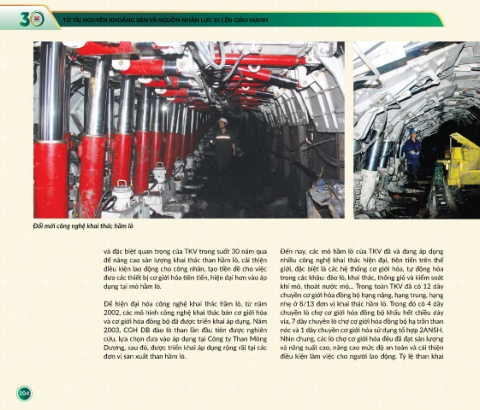 30
TỪ TÀI NGUYÊN KHOÁNG SẢN VÀ NGUỒN NHÂN LỰC ĐI LÊN GIÀU MẠNH
Đổi mới công nghệ khai thác hầm lò
và đặc biệt quan trọng của TKV trong suốt 30 năm qua
để nâng cao sản lượng khai thác than hầm lò, cải thiện
điều kiện lao động cho công nhân, tạo tiền đề cho việc
đưa các thiết bị cơ giới hóa tiên tiến, hiện đại hơn vào áp
dụng tại mỏ hầm lò.
Để hiện đại hóa công nghệ khai thác hầm lò, từ năm
2002, các mô hình công nghệ khai thác bán cơ giới hóa
và cơ giới hóa đồng bộ đã được triển khai áp dụng. Năm
2003, CGH ĐB đào lò than lần đầu tiên được nghiên
cứu, lựa chọn đưa vào áp dụng tại Công ty Than Mông
Dương, sau đó, được triển khai áp dụng rộng rãi tại các
đơn vị sản xuất than hầm lò.
Đến nay, các mỏ hầm lò của TKV đã và đang áp dụng
nhiều công nghệ khai thác hiện đại, tiên tiến trên thế
giới, đặc biệt là các hệ thống cơ giới hóa, tự động hóa
trong các khâu: đào lò, khai thác, thông gió và kiểm soát
khí mỏ, thoát nước mỏ... Trong toàn TKV đã có 12 dây
chuyền cơ giới hóa đồng bộ hạng nặng, hạng trung, hạng
nhẹ ở 8/13 đơn vị khai thác hầm lò. Trong đó có 4 dây
chuyền lò chợ cơ giới hóa đồng bộ khấu hết chiều dày
vỉa, 7 dây chuyền lò chợ cơ giới hóa đồng bộ hạ trần than
nóc và 1 dây chuyền cơ giới hóa sử dụng tổ hợp 2ANSH.
Nhìn chung, các lò chợ cơ giới hóa đều đã đạt sản lượng
và năng suất cao, nâng cao mức độ an toàn và cải thiện
điều kiện làm việc cho người lao động. Tỷ lệ than khai
204